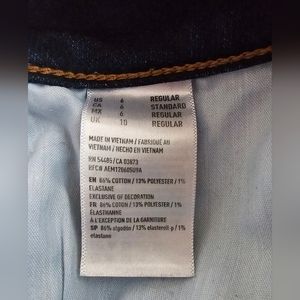 US 6 REGULAR
CA 6 STANDARD
MX 6 REGULAR
UK 10 REGULAR
MADE IN VIETNAM / FABRIQUÉ AU
VIETNAM / HECHO EN VIETNAM
RN 54485/ CA 03873
RFC# AEM120605U9A
EN 86% COTTON / 13% POLYESTER / 1%
ELASTANE
EXCLUSIVE OF DECORATION
FR 86% COTON / 13% POLYESTER / 1%
ÉLASTHANNE
À L'EXCEPTION DE LA GARNITURE
SP 86% algodón / 13% / 1%
elastano